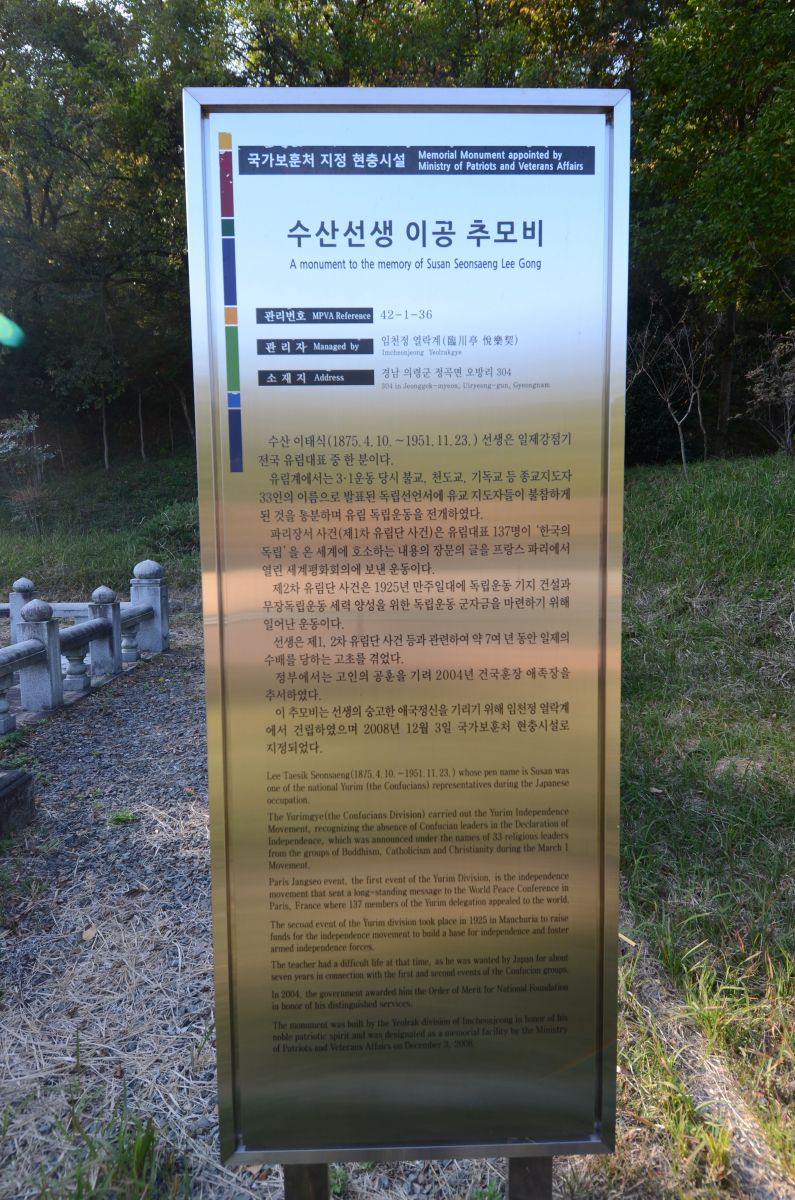 국가보훈처 지정 현충시설
Memorial Monument appointed by
Ministry of Patriots and Veterans Affairs
수산선생 이공 추모비
A monument to the memory of Susan Seonsaeng Lee Gong
관리번호 MPVA Reference 42-1-36
관 리 자 Managed by 임천정 열락계(臨川亭 悅樂契)
Incheonjeong Yeolrakgye
소 재 지 Address 경남 의령군 정곡면 오방리 304
304 in Jeonggok-myeon, Uiryeong-gun, Gyeongnam
수산 이태식(1875. 4. 10. ~1951. 11. 23. ) 선생은 일제강점기
전국 유림대표 중 한 분이다.
유림계에서는 3·1운동 당시 불교, 천도교, 기독교 등 종교지도자
33인의 이름으로 발표된 독립선언서에 유교 지도자들이 불참하게
된 것을 통분하며 유림 독립운동을 전개하였다.
파리장서 사건(제1차 유림단 사건)은 유림대표 137명이 '한국의
독립'을 온 세계에 호소하는 내용의 장문의 글을 프랑스 파리에서
열린 세계평화회의에 보낸 운동이다.
제2차 유림단 사건은 1925년 만주일대에 독립운동 기지 건설과
무장독립운동 세력 양성을 위한 독립운동 군자금을 마련하기 위해
일어난 운동이다.
선생은 제1, 2차 유림단 사건 등과 관련하여 약 7여 년 동안 일제의
수배를 당하는 고초를 겪었다.
정부에서는 고인의 공훈을 기려 2004년 건국훈장 애족장을
추서하였다.
이 추모비는 선생의 숭고한 애국정신을 기리기 위해 임천정 열락계
에서 건립하였으며 2008년 12월 3일 국가보훈처 현충시설로
지정되었다.
Lee Taesik Seonsaeng(1875. 4. 10. ~1951. 11. 23. ) whose pen name is Susan was
one of the national Yurim (the Confucians) representatives during the Japanese
occupation.
The Yurimgye(the Confucians Division) carried out the Yurim Independence
Movement, recognizing the absence of Confucian leaders in the Declaration of
Independence, which was announced under the names of 33 religious leaders
from the groups of Buddhism, Catholicism and Christianity during the March 1
Movement.
Paris Jangseo event, the first event of the Yurim Division, is the independence
movement that sent a long-standing message to the World Peace Conference in
Paris, France where 137 members of the Yurim delegation appealed to the world.
The secoad event of the Yurim division took place in 1925 in Manchuria to raise
funds for the independence movement to build a base for independence and foster
armed independence forces.
The teacher had a difficult life at that time, as he was wanted by Japan for about
seven years in connection with the first and second events of the Confucian groups.
In 2004, the government awarded him the Order of Merit for National Foundation
in honor of his distinguished services.
The monument was built by the Yeolrak division of Imcheonjeong in honor of his
noble patriotic spirit and was designated as a memorial facility by the Ministry
of Patriots and Veterans Affairs on December 3, 2008.